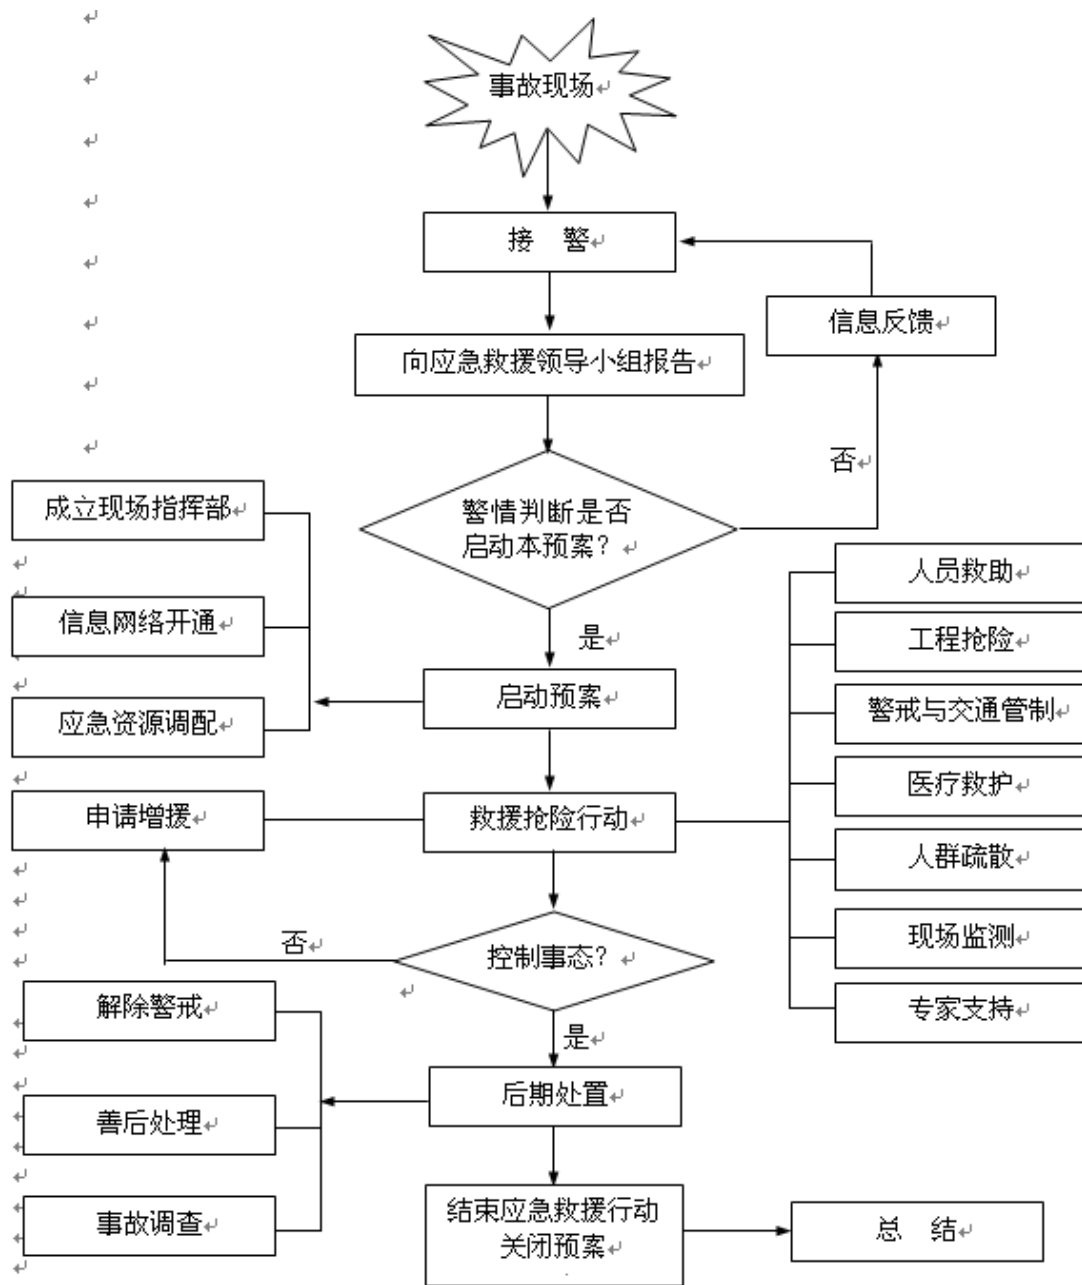 事故现场
接 警
信息反馈
向应急救援领导小组报告
否
成立现场指挥部
警情判断是否
启动本预案?
人员救助
信息网络开通
是
工程抢险
启动预案
警戒与交通管制
应急资源调配
医疗救护
申请增援
救援抢险行动
人群疏散
否
控制事态?
现场监测
解除警戒
专家支持
是
后期处置
善后处理
事故调查
结束应急救援行动
关闭预案
总 结